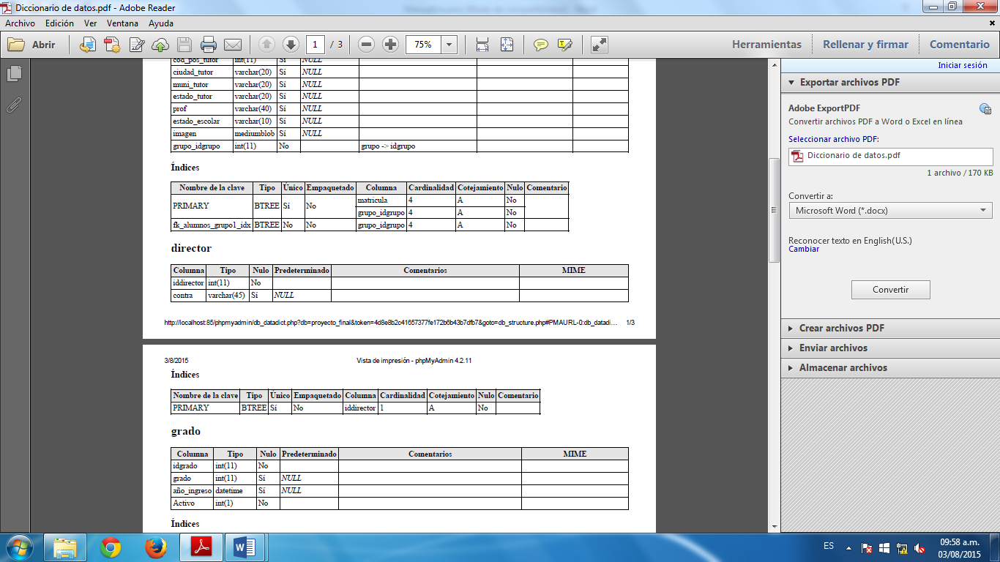 Diccionario de datos.pdf - Adobe Reader
Archivo Edición Ver Ventana Ayuda
Abrir 1 / 3 75% Herramientas Rellenar y firmar Comentario
cod_pos_tutor int(11) Sí NULL
ciudad_tutor varchar(20) Sí NULL
muni_tutor varchar(20) Sí NULL
estado_tutor varchar(20) Sí NULL
prof varchar(40) Sí NULL
estado_escolar varchar(10) Sí NULL
imagen mediumblob Sí NULL
grupo_idgrupo int(11) No grupo -> idgrupo
Índices
Nombre de la clave Tipo Único Empaquetado Columna Cardinalidad Cotejamiento Nulo Comentario
PRIMARY BTREE Sí No matricula 4 A No
grupo_idgrupo 4 A No
fk_alumnos_grupo1_idx BTREE No No grupo_idgrupo 4 A No
director
Columna Tipo Nulo Predeterminado Comentarios MIME
iddirector int(11) No
contra varchar(45) Sí NULL
http://localhost:85/phpmyadmin/db_datadict.php?db=proyecto_final&token=4d8e8b2c41657377fe172b6b43b7dfb7&goto=db_structure.php#PMAURL-0:db_datadi... 1/3
3/8/2015 Vista de impresión - phpMyAdmin 4.2.11
Índices
Nombre de la clave Tipo Único Empaquetado Columna Cardinalidad Cotejamiento Nulo Comentario
PRIMARY BTREE Sí No iddirector 1 A No
grado
Columna Tipo Nulo Predeterminado Comentarios MIME
idgrado int(11) No
grado int(11) Sí NULL
año_ingreso datetime Sí NULL
Activo int(1) No
Índices
Iniciar sesión
Exportar archivos PDF
Adobe ExportPDF
Convertir archivos PDF a Word o Excel en línea
Seleccionar archivo PDF:
Diccionario de datos.pdf
1 archivo / 170 KB
Convertir a:
Microsoft Word (*.docx)
Reconocer texto en English(U.S.)
Cambiar
Convertir
Crear archivos PDF
Enviar archivos
Almacenar archivos
ES
09:58 a.m.
03/08/2015